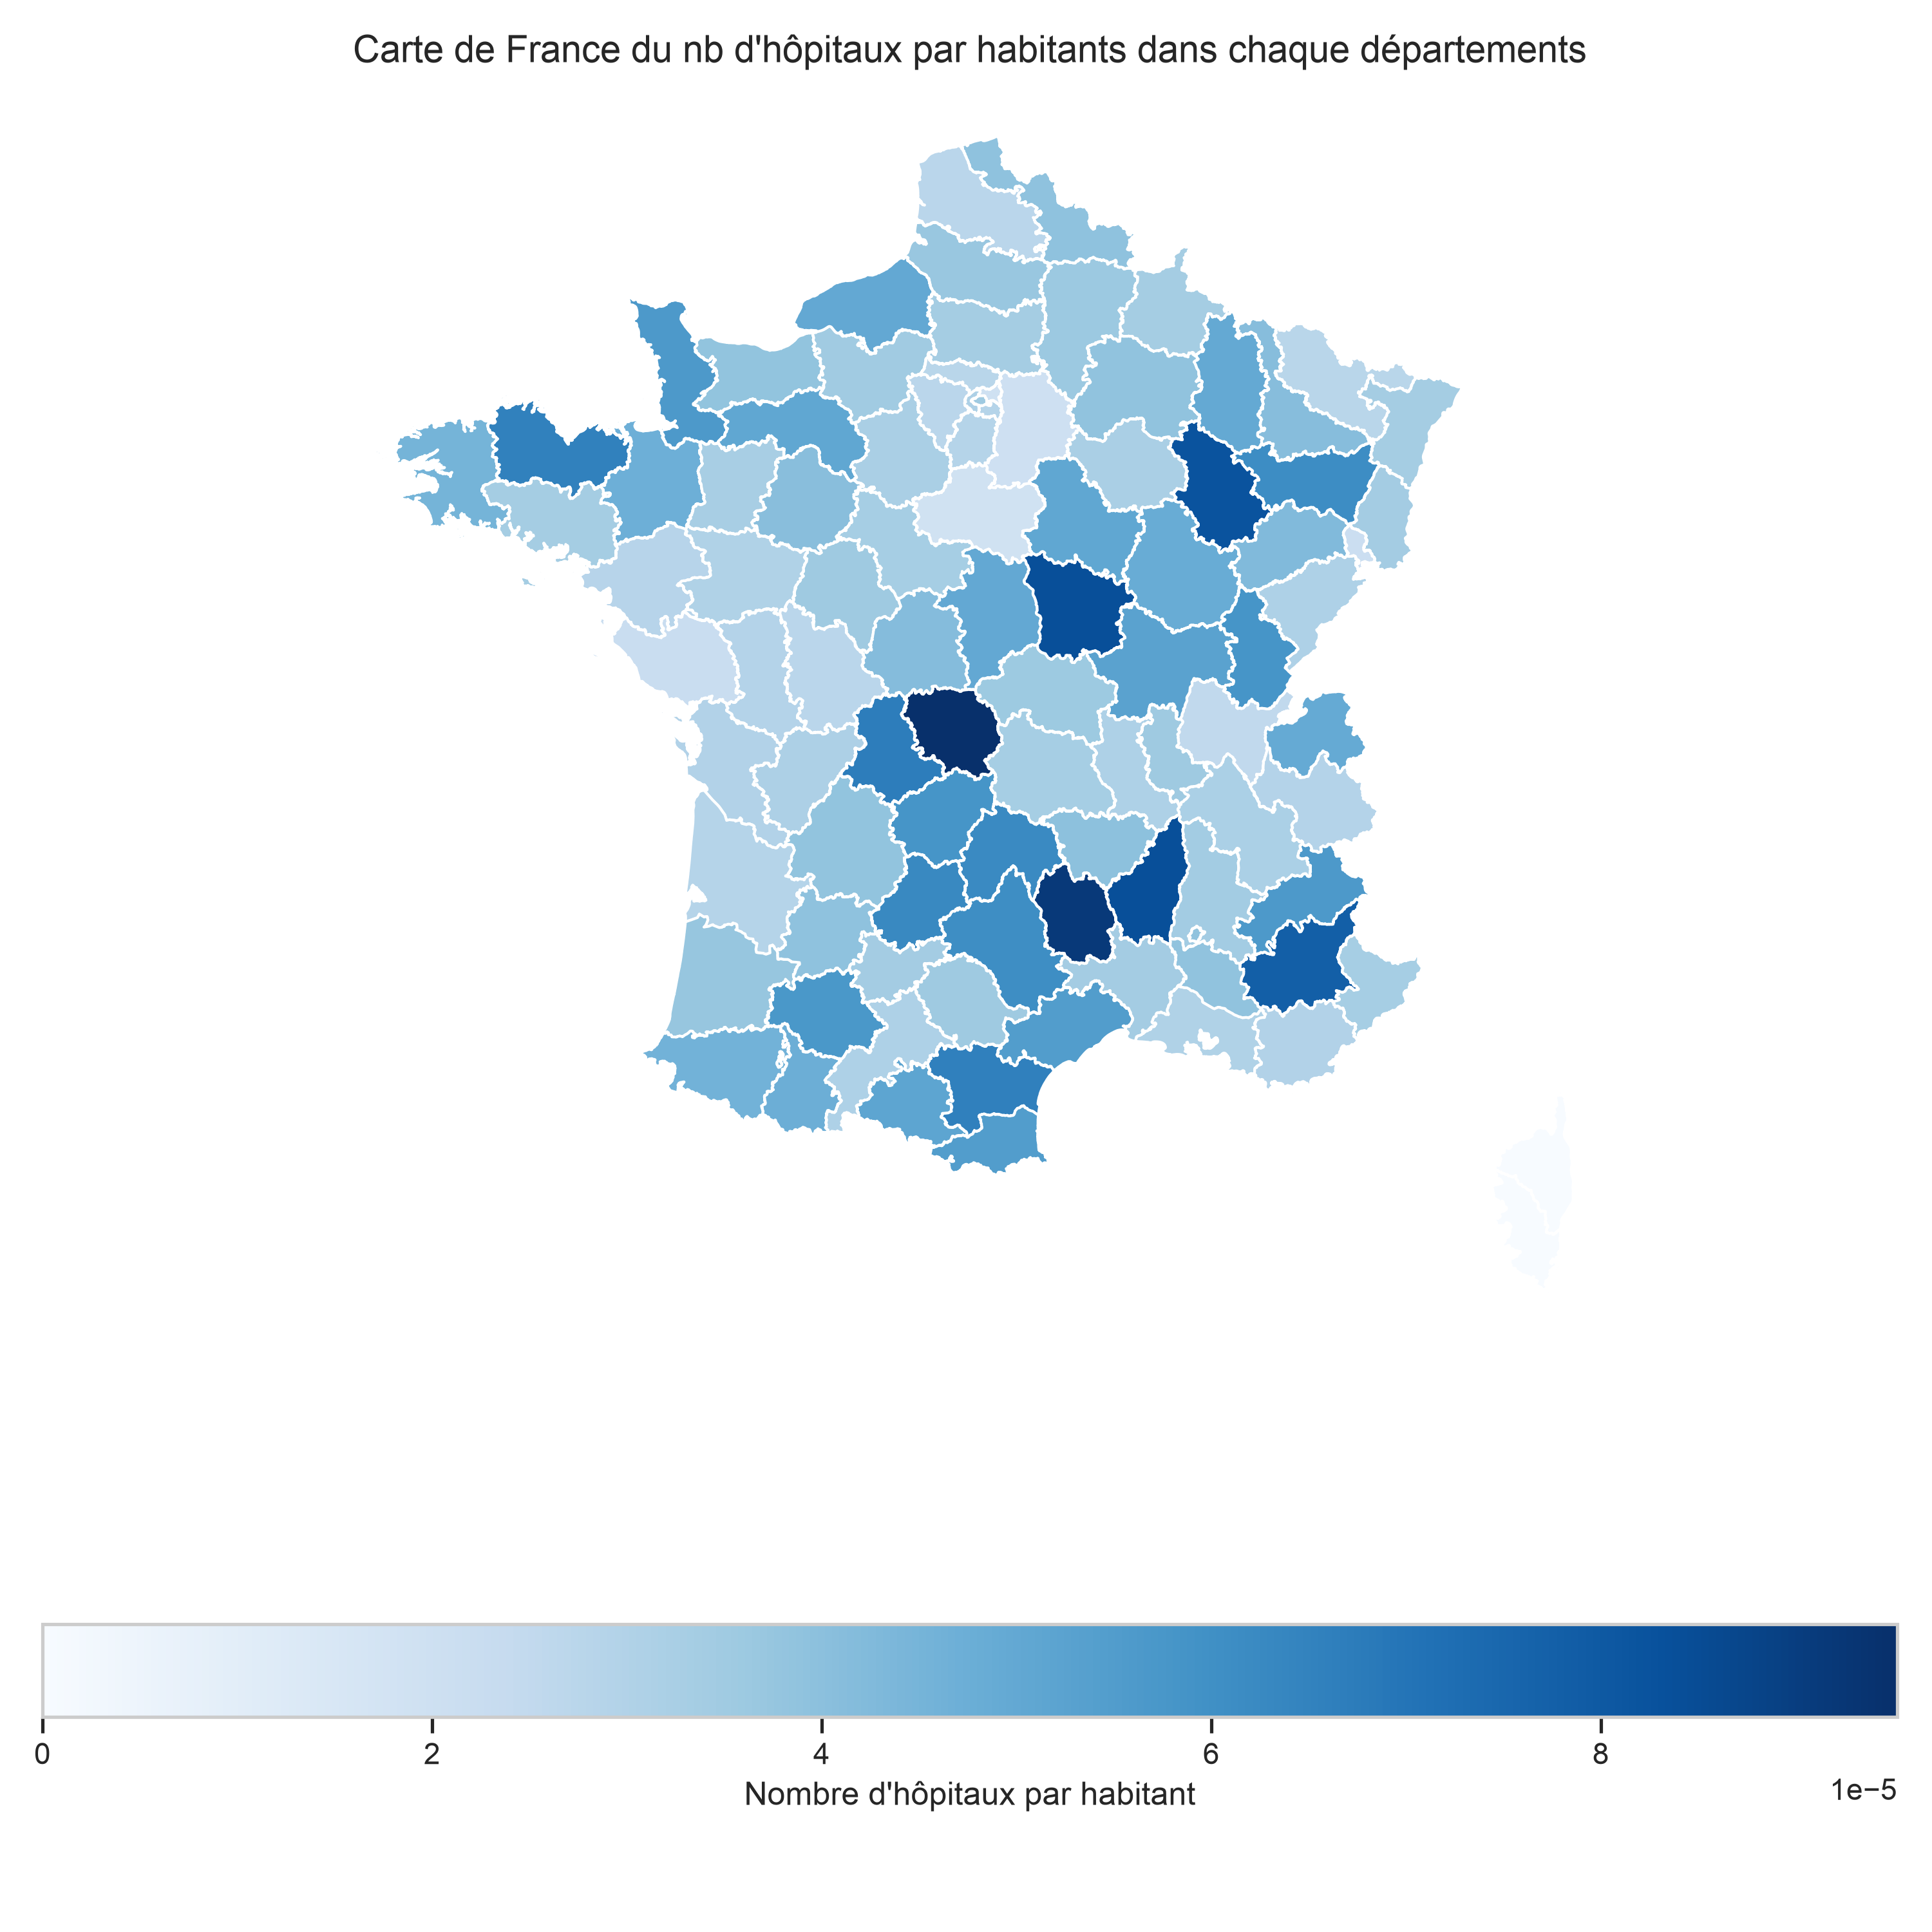 Carte de France du nb d'hôpitaux par habitants dans chaque départements
0 2 4 6 8
Nombre d'hôpitaux par habitant
1e−5